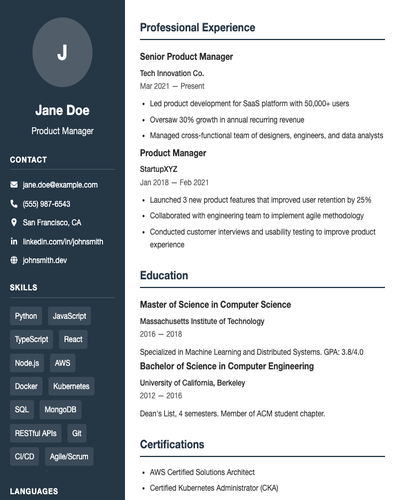 J
Jane Doe
Product Manager
CONTACT
jane.doe@example.com
(555) 987-6543
San Francisco, CA
linkedin.com/in/johnsmith
johnsmith.dev
SKILLS
Python JavaScript
TypeScript React
Node.js AWS
Docker Kubernetes
SQL MongoDB
RESTful APIs Git
CI/CD Agile/Scrum
LANGUAGES
Professional Experience
Senior Product Manager
Tech Innovation Co.
Mar 2021 — Present
• Led product development for SaaS platform with 50,000+ users
• Oversaw 30% growth in annual recurring revenue
• Managed cross-functional team of designers, engineers, and data analysts
Product Manager
StartupXYZ
Jan 2018 — Feb 2021
• Launched 3 new product features that improved user retention by 25%
• Collaborated with engineering team to implement agile methodology
• Conducted customer interviews and usability testing to improve product
experience
Education
Master of Science in Computer Science
Massachusetts Institute of Technology
2016 — 2018
Specialized in Machine Learning and Distributed Systems. GPA: 3.8/4.0
Bachelor of Science in Computer Engineering
University of California, Berkeley
2012 — 2016
Dean's List, 4 semesters. Member of ACM student chapter.
Certifications
• AWS Certified Solutions Architect
• Certified Kubernetes Administrator (CKA)